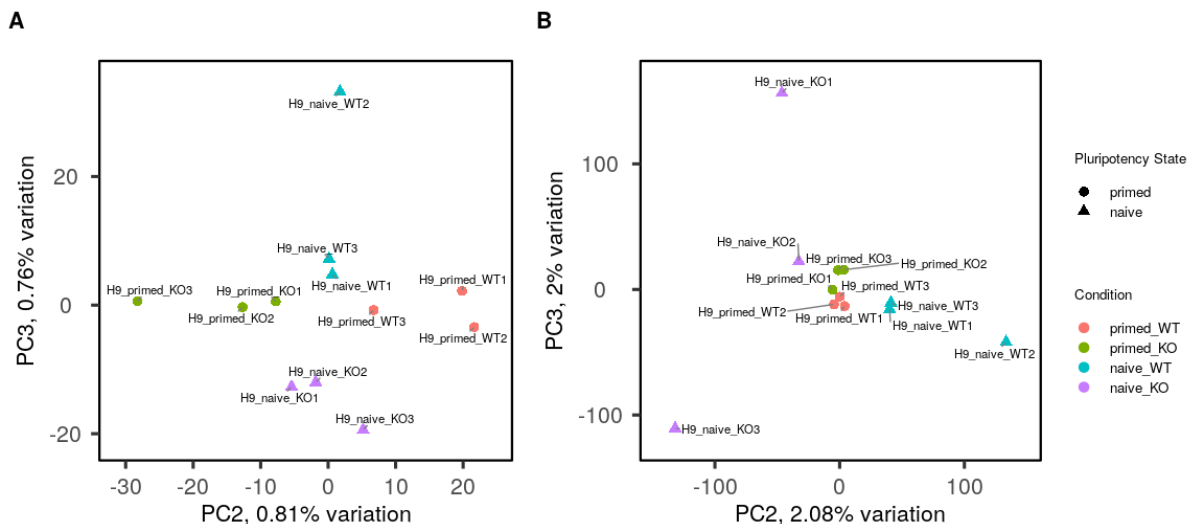 A
B
H9_naive_WT2
H9_naive_WT3
H9_naive_WT1
H9_primed_WT1
H9_primed_KO3
H9_primed_KO1
H9_primed_KO2
H9_primed_WT3
H9_primed_WT2
H9_naive_KO2
H9_naive_KO1
H9_naive_KO3
20
0
-20
-30
-20
-10
0
10
20
PC2, 0.81% variation
PC3, 0.76% variation
H9_naive_KO1
H9_naive_KO2
H9_primed_KO3
H9_primed_KO2
H9_primed_KO1
H9_primed_WT3
H9_primed_WT2
H9_primed_WT1
H9_naive_WT3
H9_naive_WT1
H9_naive_WT2
H9_naive_KO3
100
0
-100
-100
0
100
PC2, 2.08% variation
PC3, 2% variation
Pluripotency State
primed
naive
Condition
primed_WT
primed_KO
naive_WT
naive_KO